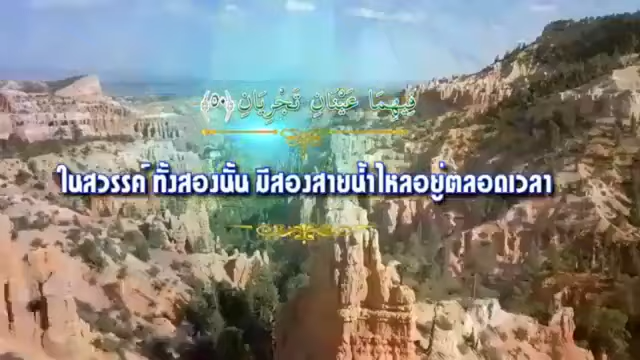 فِيهِمَا عَيْنَانِ تَجْرِيَانِ ﴿٥٠﴾
ในสวรรค์ ทั้งสองนั้น มีสองสายน้ำไหลอยู่ตลอดเวลา